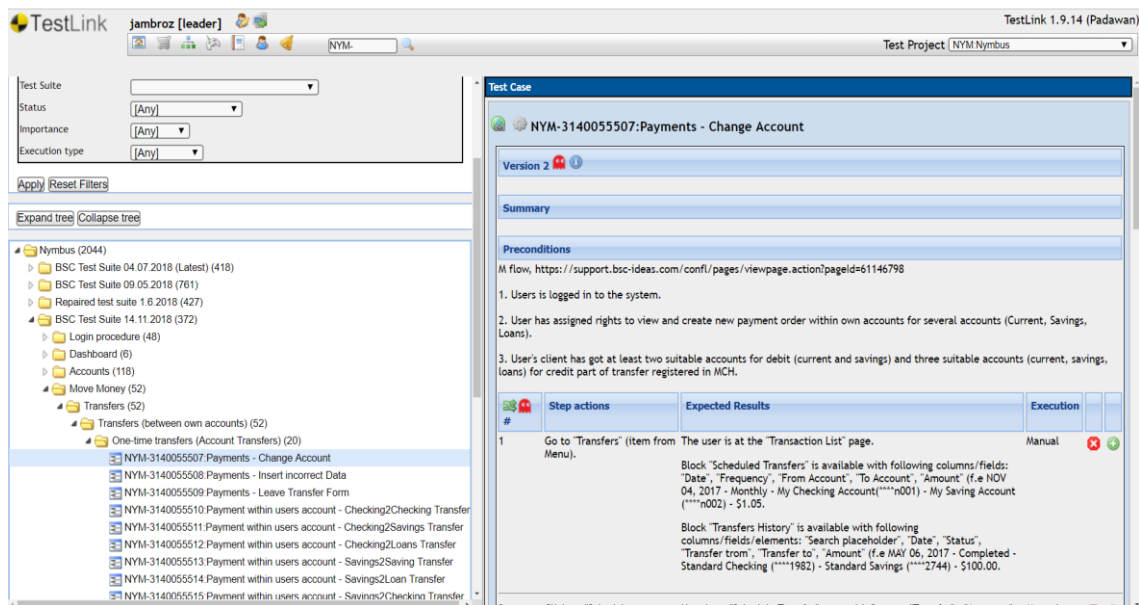 TestLink
jambroz [leader]
TestLink 1.9.14 (Padawan)
NYM-
Test Project NYM:Nymbus
Test Suite
Status [Any]
Importance [Any]
Execution type [Any]
Apply Reset Filters
Expand tree Collapse tree
Nymbus (2044)
BSC Test Suite 04.07.2018 (Latest) (418)
BSC Test Suite 09.05.2018 (761)
Repaired test suite 1.6.2018 (427)
BSC Test Suite 14.11.2018 (372)
Login procedure (48)
Dashboard (6)
Accounts (118)
Move Money (52)
Transfers (52)
Transfers (between own accounts) (52)
One-time transfers (Account Transfers) (20)
NYM-3140055507:Payments - Change Account
NYM-3140055508:Payments - Insert incorrect Data
NYM-3140055509:Payments - Leave Transfer Form
NYM-3140055510:Payment within users account - Checking2Checking Transfer
NYM-3140055511:Payment within users account - Checking2Savings Transfer
NYM-3140055512:Payment within users account - Checking2Loans Transfer
NYM-3140055513:Payment within users account - Savings2Saving Transfer
NYM-3140055514:Payment within users account - Savings2Loan Transfer
NYM-3140055515:Payment within users account - Savings2Checking Transfer
Test Case
NYM-3140055507:Payments - Change Account
Version 2
Summary
Preconditions
M flow, https://support.bsc-ideas.com/confl/pages/viewpage.action?pageId=61146798
1. Users is logged in to the system.
2. User has assigned rights to view and create new payment order within own accounts for several accounts (Current, Savings,
Loans).
3. User's client has got at least two suitable accounts for debit (current and savings) and three suitable accounts (current, savings,
loans) for credit part of transfer registered in MCH.
# Step actions Expected Results Execution
1 Go to "Transfers" (item from The user is at the "Transaction List" page. Manual
Menu).
Block "Scheduled Transfers" is available with following columns/fields:
"Date", "Frequency", "From Account", "To Account", "Amount" (f.e NOV
04, 2017 - Monthly - My Checking Account(****n001) - My Saving Account
(****n002) - $1.05.
Block "Transfers History" is available with following
columns/fields/elements: "Search placeholder", "Date", "Status",
"Transfer trom", "Transfer to", "Amount" (f.e MAY 06, 2017 - Completed -
Standard Checking (****1982) - Standard Savings (****2744) - $100.00.